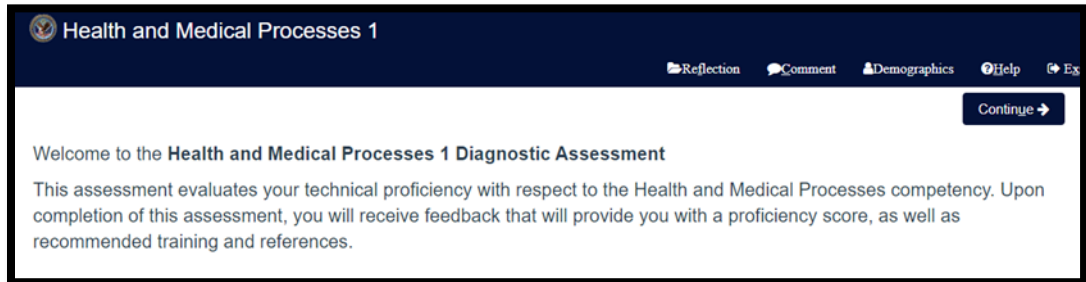 Health and Medical Processes 1
Reflection Comment Demographics Help Ex
Continue
Welcome to the Health and Medical Processes 1 Diagnostic Assessment
This assessment evaluates your technical proficiency with respect to the Health and Medical Processes competency. Upon
completion of this assessment, you will receive feedback that will provide you with a proficiency score, as well as
recommended training and references.